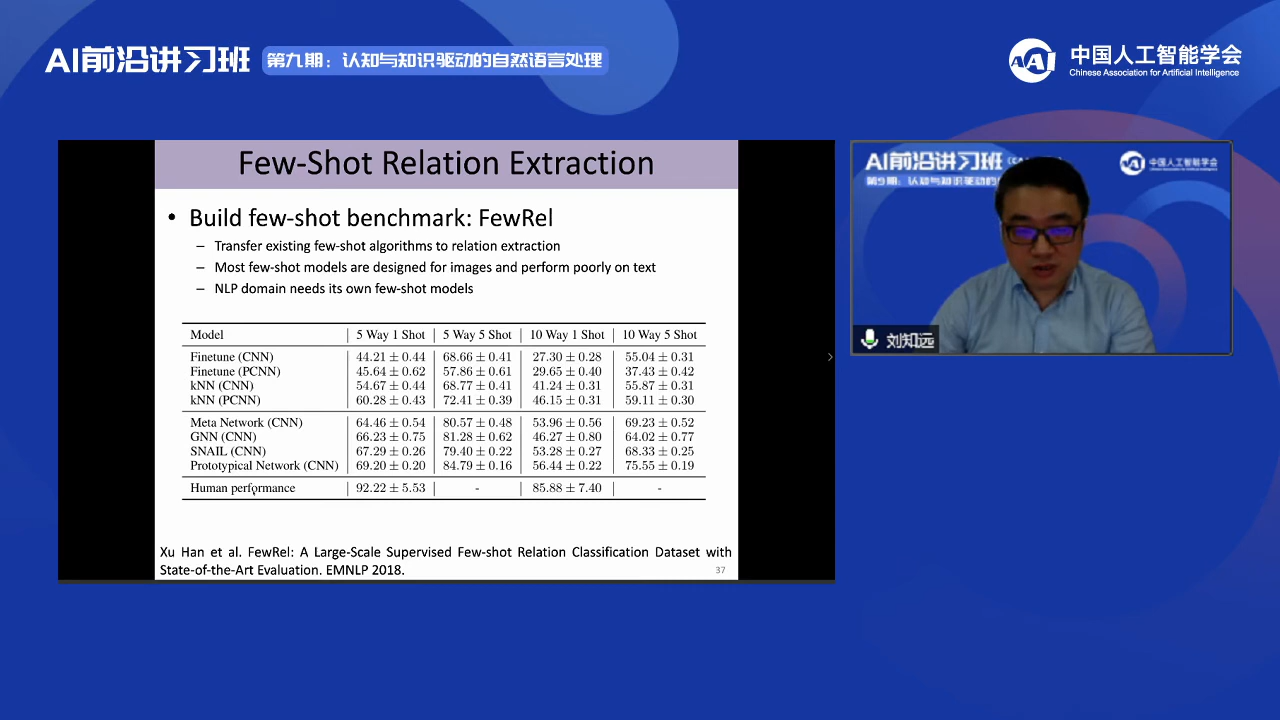 AI前沿讲习班
第九期：认知与知识驱动的自然语言处理
中国人工智能学会
Chinese Association for Artificial Intelligence
Few-Shot Relation Extraction
• Build few-shot benchmark: FewRel
– Transfer existing few-shot algorithms to relation extraction
– Most few-shot models are designed for images and perform poorly on text
– NLP domain needs its own few-shot models
Model 5 Way 1 Shot 5 Way 5 Shot 10 Way 1 Shot 10 Way 5 Shot
Finetune (CNN) 44.21 ± 0.44 68.66 ± 0.41 27.30 ± 0.28 55.04 ± 0.31
Finetune (PCNN) 45.64 ± 0.62 57.86 ± 0.61 29.65 ± 0.40 37.43 ± 0.42
kNN (CNN) 54.67 ± 0.44 68.77 ± 0.41 41.24 ± 0.31 55.87 ± 0.31
kNN (PCNN) 60.28 ± 0.43 72.41 ± 0.39 46.15 ± 0.31 59.11 ± 0.30
Meta Network (CNN) 64.46 ± 0.54 80.57 ± 0.48 53.96 ± 0.56 69.23 ± 0.52
GNN (CNN) 66.23 ± 0.75 81.28 ± 0.62 46.27 ± 0.80 64.02 ± 0.77
SNAIL (CNN) 67.29 ± 0.26 79.40 ± 0.22 53.28 ± 0.27 68.33 ± 0.25
Prototypical Network (CNN) 69.20 ± 0.20 84.79 ± 0.16 56.44 ± 0.22 75.55 ± 0.19
Human performance 92.22 ± 5.53 - 85.88 ± 7.40 -
Xu Han et al. FewRel: A Large-Scale Supervised Few-shot Relation Classification Dataset with
State-of-the-Art Evaluation. EMNLP 2018.
37
AI前沿讲习班
中国人工智能学会
第9期：认知与知识驱动的
刘知远